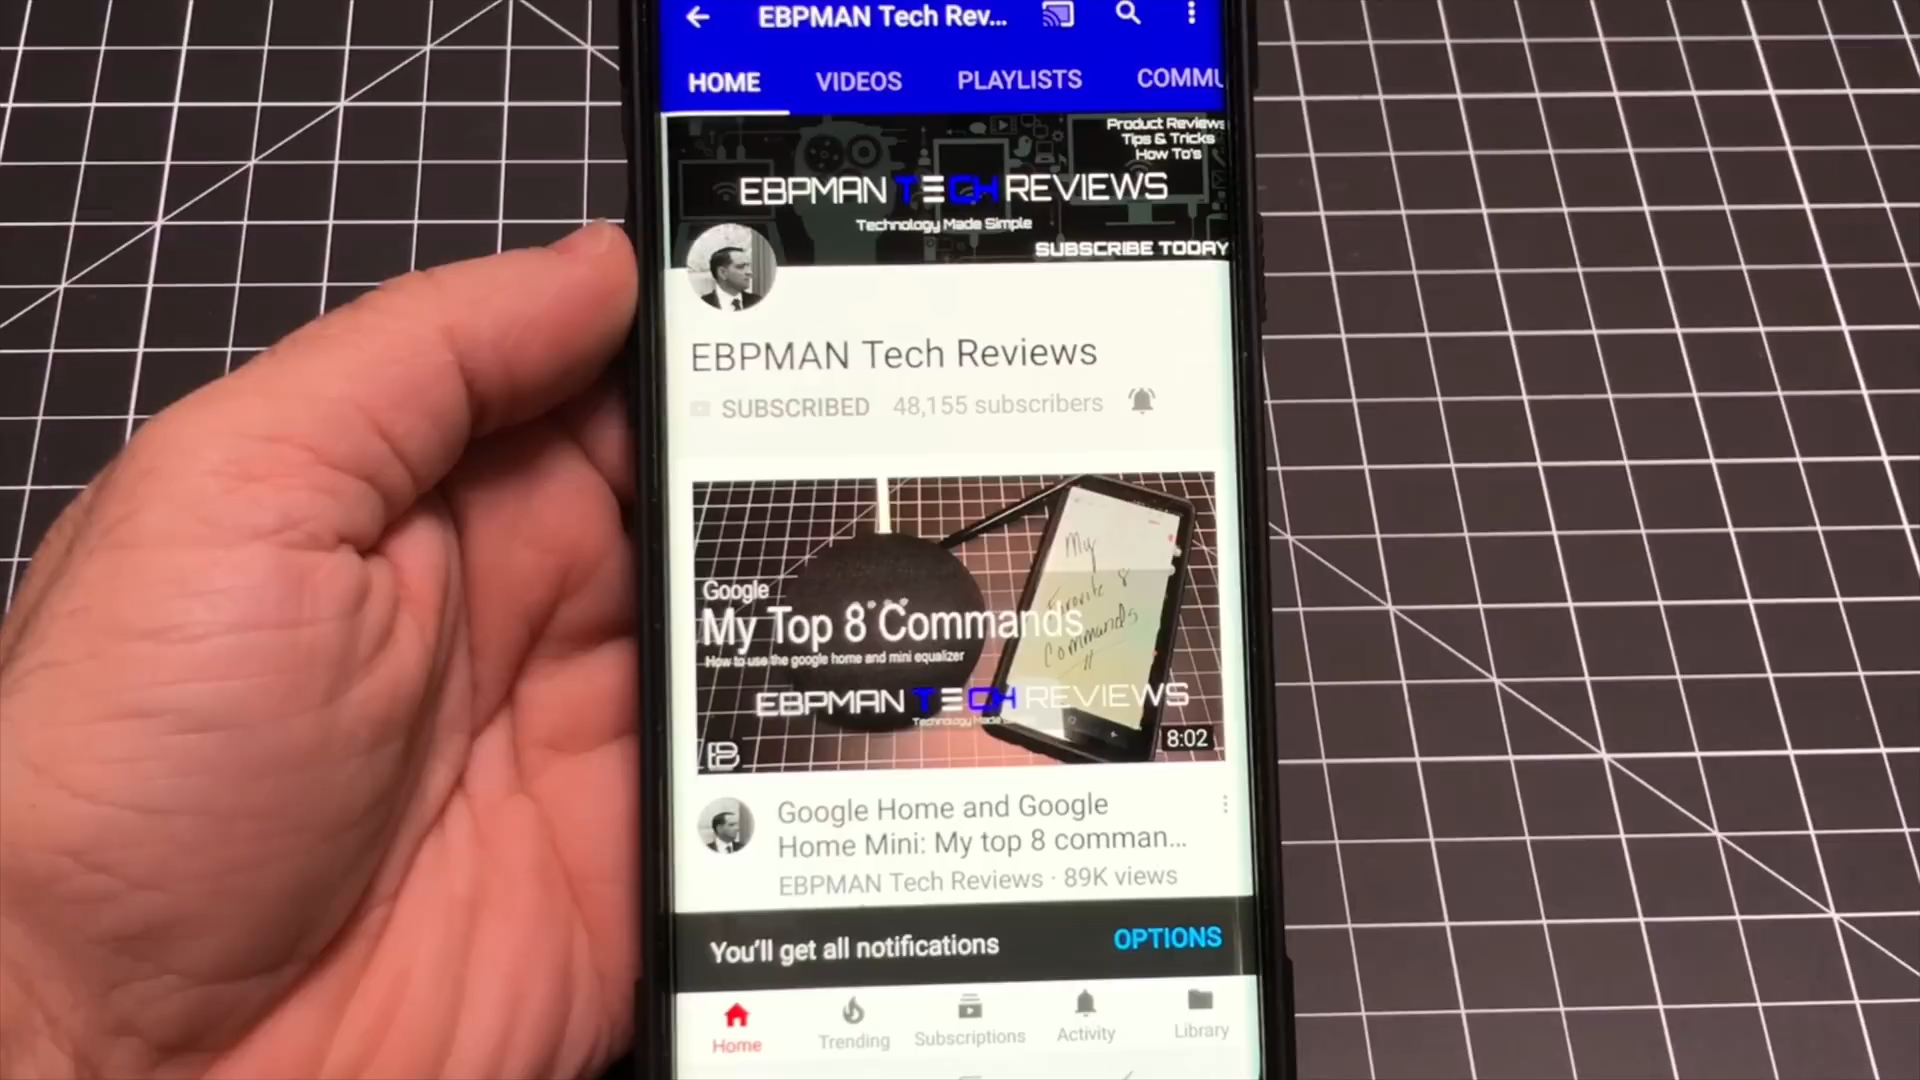 EBPMAN Tech Rev...
HOME VIDEOS PLAYLISTS COMMU
Product Reviews
Tips & Tricks
How To's
EBPMAN TECH REVIEWS
Technology Made Simple
SUBSCRIBE TODAY
EBPMAN Tech Reviews
SUBSCRIBED 48,155 subscribers
My
Favorite 8
Commands
Google
My Top 8 Commands
How to use the google home and mini equalizer
EBPMAN TECH REVIEWS
Technology Made
8:02
Google Home and Google
Home Mini: My top 8 comman...
EBPMAN Tech Reviews · 89K views
You'll get all notifications OPTIONS
Home Trending Subscriptions Activity Library